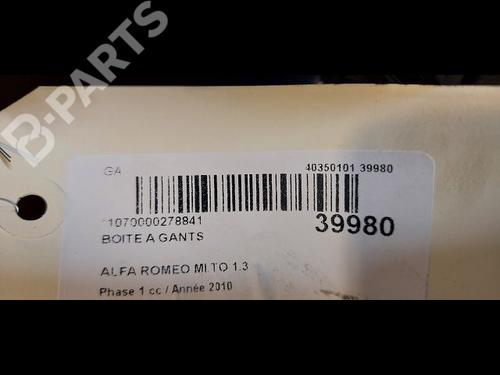 B-PARTS
GA 40350101 39980
11070000278841 39980
BOITE A GANTS
ALFA ROMEO MI.TO 1.3
Phase 1 cc / Année 2010